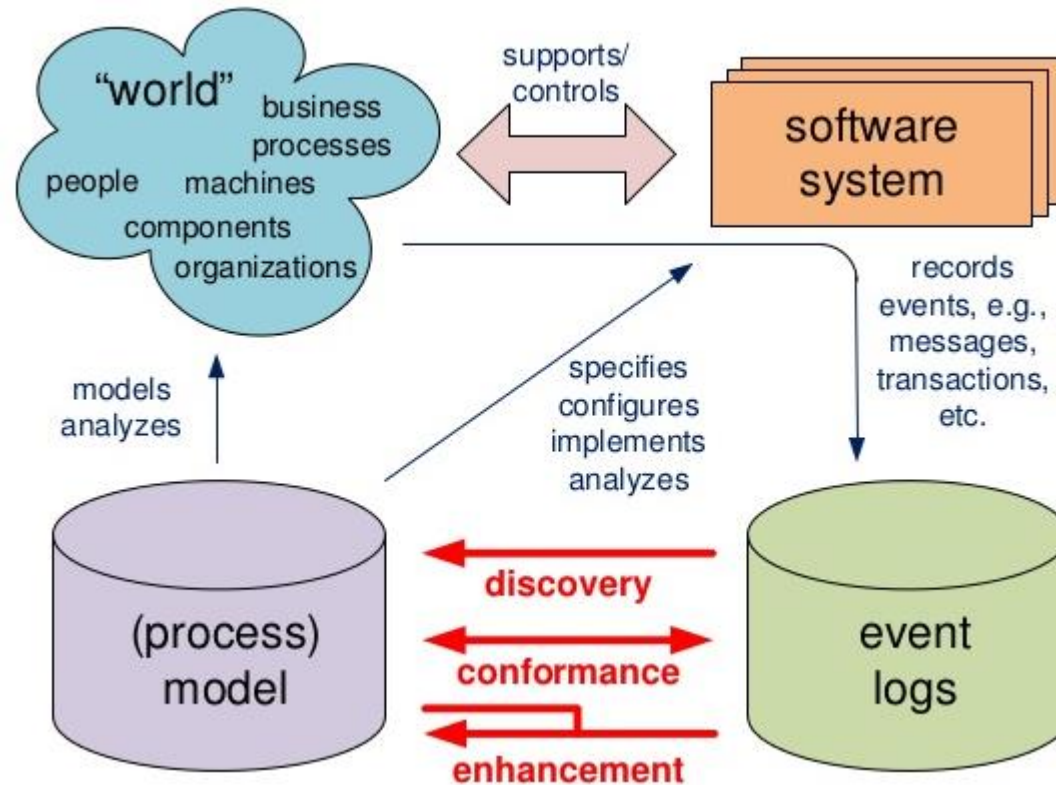 “world”
business
processes
people
machines
components
organizations
supports/
controls
software
system
records
events, e.g.,
messages,
transactions,
etc.
models
analyzes
specifies
configures
implements
analyzes
(process)
model
discovery
conformance
enhancement
event
logs